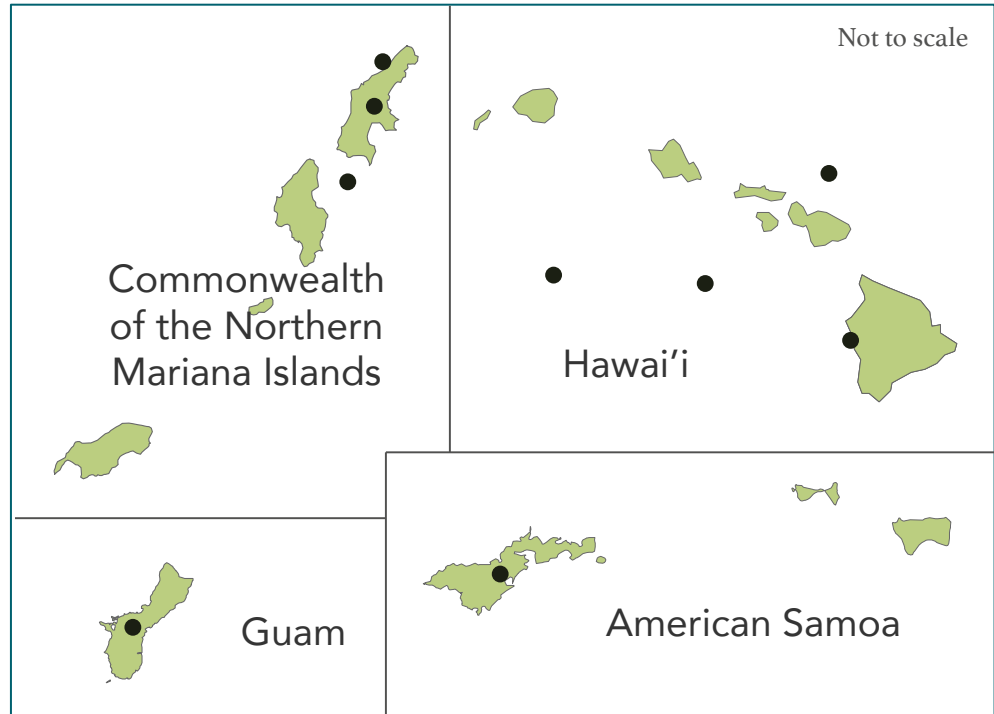 Not to scale
Commonwealth
of the Northern
Mariana Islands
Hawai'i
Guam
American Samoa